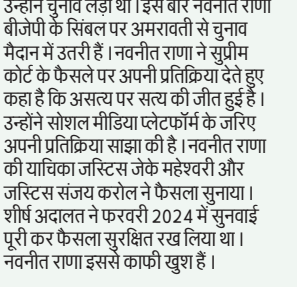 उन्होंने चुनाव लड़ा था । इस बार नवनीत राणा
बीजेपी के सिंबल पर अमरावती से चुनाव
मैदान में उतरी हैं । नवनीत राणा ने सुप्रीम
कोर्ट के फैसले पर अपनी प्रतिक्रिया देते हुए
कहा है कि असत्य पर सत्य की जीत हुई है ।
उन्होंने सोशल मीडिया प्लेटफॉर्म के जरिए
अपनी प्रतिक्रिया साझा की है । नवनीत राणा
की याचिका जस्टिस जेके महेश्वरी और
जस्टिस संजय करोल ने फैसला सुनाया ।
शीर्ष अदालत ने फरवरी 2024 में सुनवाई
पूरी कर फैसला सुरक्षित रख लिया था ।
नवनीत राणा इससे काफी खुश हैं ।